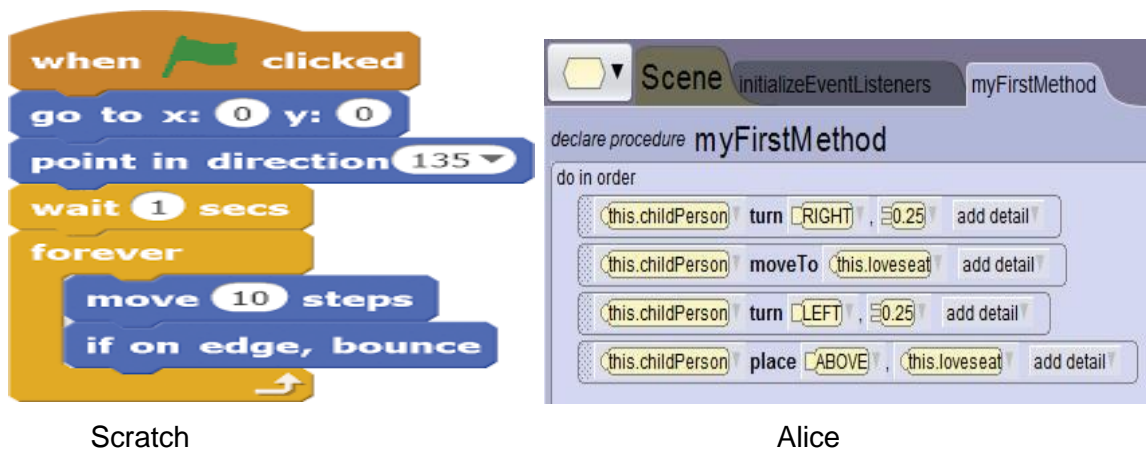 when clicked
go to x: 0 y: 0
point in direction 135
wait 1 secs
forever
move 10 steps
if on edge, bounce
Scratch
Scene initializeEventListeners myFirstMethod
declare procedure myFirstMethod
do in order
this.childPerson turn RIGHT , 0.25 add detail
this.childPerson moveTo this.loveseat add detail
this.childPerson turn LEFT , 0.25 add detail
this.childPerson place ABOVE , this.loveseat add detail
Alice